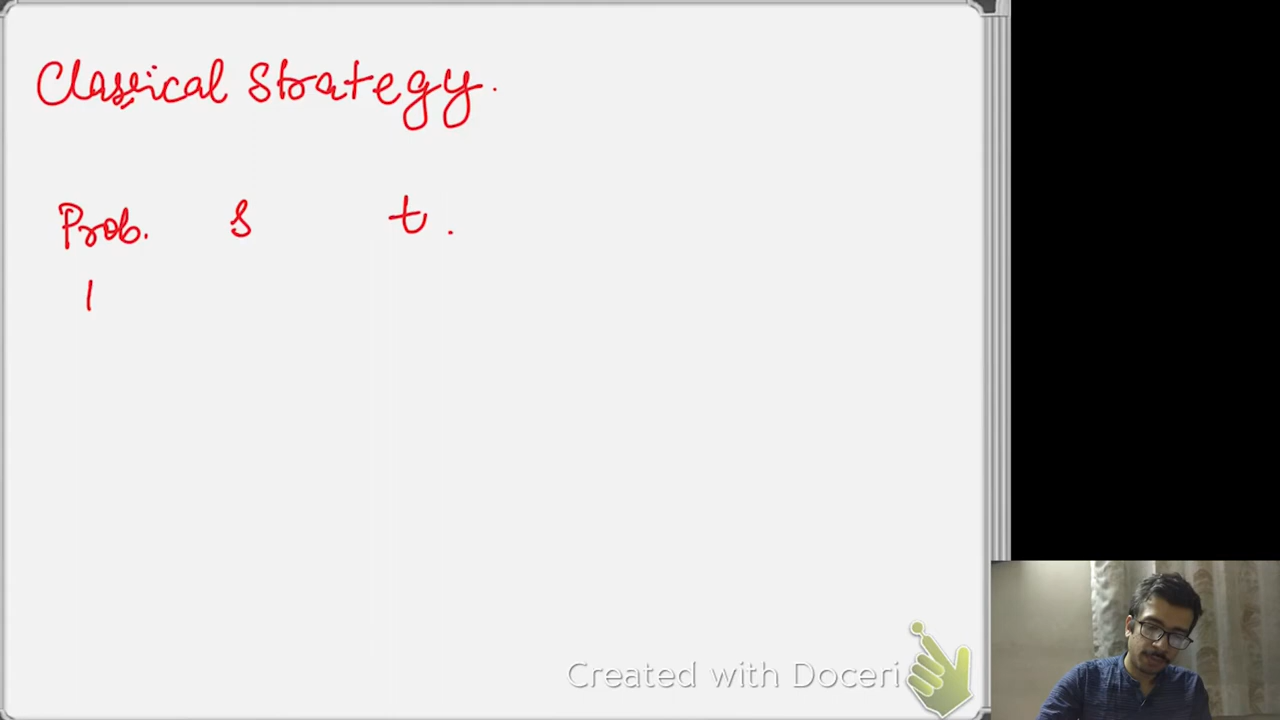 Classical Strategy.
Prob. s t.
1
Created with Doceri